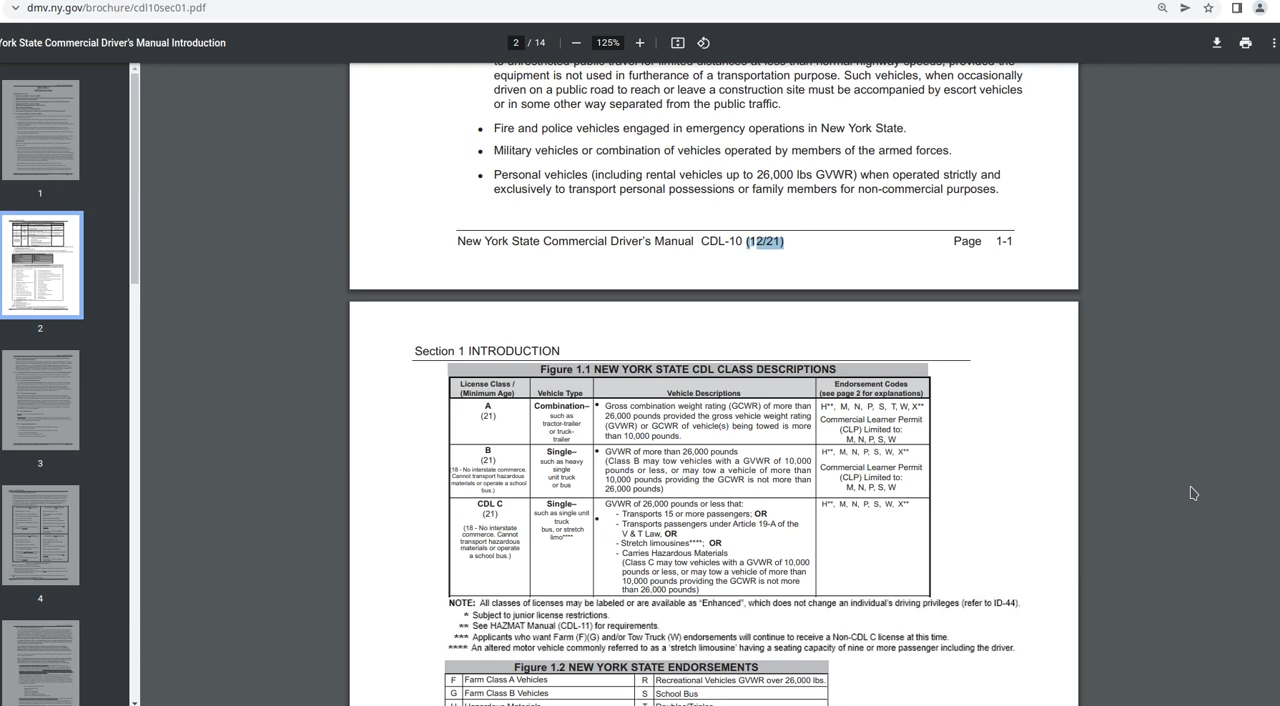 dmv.ny.gov/brochure/cdl10sec01.pdf
York State Commercial Driver's Manual Introduction
2 / 14
125%
to unrestricted public travel for limited distances at less than normal highway speeds, provided the
equipment is not used in furtherance of a transportation purpose. Such vehicles, when occasionally
driven on a public road to reach or leave a construction site must be accompanied by escort vehicles
or in some other way separated from the public traffic.
• Fire and police vehicles engaged in emergency operations in New York State.
• Military vehicles or combination of vehicles operated by members of the armed forces.
• Personal vehicles (including rental vehicles up to 26,000 lbs GVWR) when operated strictly and
exclusively to transport personal possessions or family members for non-commercial purposes.
New York State Commercial Driver's Manual CDL-10 (12/21) Page 1-1
Section 1 INTRODUCTION
Figure 1.1 NEW YORK STATE CDL CLASS DESCRIPTIONS
License Class /
(Minimum Age)
Vehicle Type
Vehicle Descriptions
Endorsement Codes
(see page 2 for explanations)
A
(21)
Combination–
such as
tractor-trailer
or truck-
trailer
• Gross combination weight rating (GCWR) of more than
26,000 pounds provided the gross vehicle weight rating
(GVWR) or GCWR of vehicle(s) being towed is more
than 10,000 pounds.
H**, M, N, P, S, T, W, X**
Commercial Learner Permit
(CLP) Limited to:
M, N, P, S, W
B
(21)
(18 - No interstate commerce.
Cannot transport hazardous
materials or operate a school
bus.)
Single–
such as heavy
single
unit truck
or bus
• GVWR of more than 26,000 pounds
(Class B may tow vehicles with a GVWR of 10,000
pounds or less, or may tow a vehicle of more than
10,000 pounds providing the GCWR is not more than
26,000 pounds)
H**, M, N, P, S, W, X**
Commercial Learner Permit
(CLP) Limited to:
M, N, P, S, W
CDL C
(21)
(18 - No interstate
commerce. Cannot
transport hazardous
materials or operate
a school bus.)
Single–
such as single unit
truck
bus, or stretch
limo****
GVWR of 26,000 pounds or less that:
• - Transports 15 or more passengers; OR
- Transports passengers under Article 19-A of the
V & T Law, OR
- Stretch limousines****; OR
- Carries Hazardous Materials
(Class C may tow vehicles with a GVWR of 10,000
pounds or less, or may tow a vehicle of more than
10,000 pounds providing the GCWR is not more
than 26,000 pounds)
H**, M, N, P, S, W, X**
NOTE: All classes of licenses may be labeled or are available as "Enhanced", which does not change an individual's driving privileges (refer to ID-44).
* Subject to junior license restrictions.
** See HAZMAT Manual (CDL-11) for requirements.
*** Applicants who want Farm (F)(G) and/or Tow Truck (W) endorsements will continue to receive a Non-CDL C license at this time.
**** An altered motor vehicle commonly referred to as a 'stretch limousine' having a seating capacity of nine or more passenger including the driver.
Figure 1.2 NEW YORK STATE ENDORSEMENTS
F Farm Class A Vehicles R Recreational Vehicles GVWR over 26,000 lbs.
G Farm Class B Vehicles S School Bus
H Hazardous Materials T Doubles/Triples
1
2
3
4